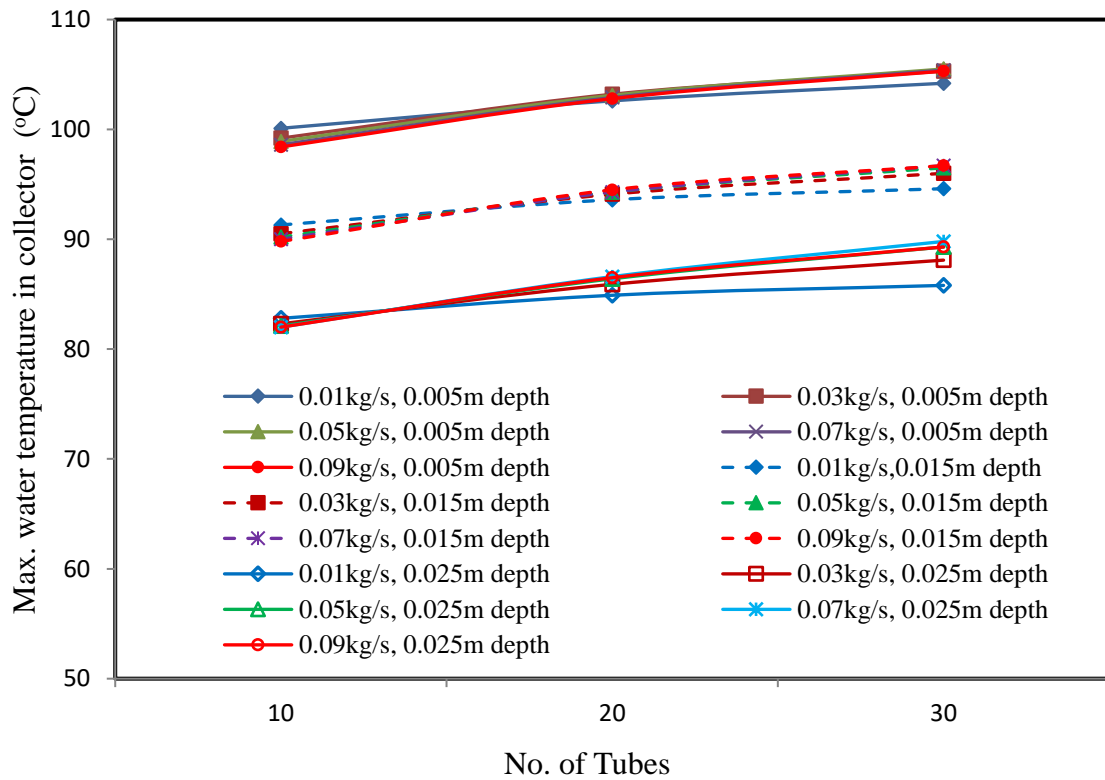 110
100
90
80
70
60
50
Max. water temperature in collector (ᵒC)
0.01kg/s, 0.005m depth
0.03kg/s, 0.005m depth
0.05kg/s, 0.005m depth
0.07kg/s, 0.005m depth
0.09kg/s, 0.005m depth
0.01kg/s,0.015m depth
0.03kg/s, 0.015m depth
0.05kg/s, 0.015m depth
0.07kg/s, 0.015m depth
0.09kg/s, 0.015m depth
0.01kg/s, 0.025m depth
0.03kg/s, 0.025m depth
0.05kg/s, 0.025m depth
0.07kg/s, 0.025m depth
0.09kg/s, 0.025m depth
10 20 30
No. of Tubes